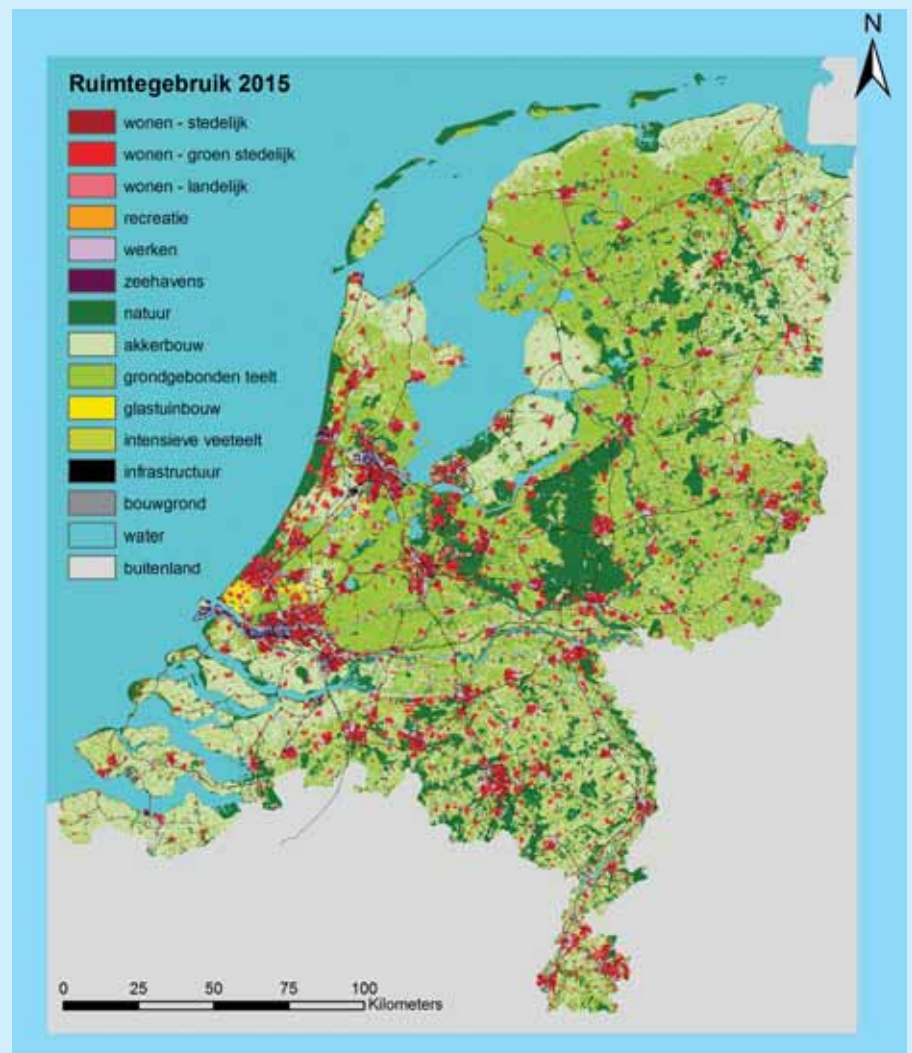 N
Ruimtegebruik 2015
wonen - stedelijk
wonen - groen stedelijk
wonen - landelijk
recreatie
werken
zeehavens
natuur
akkerbouw
grondgebonden teelt
glastuinbouw
intensieve veeteelt
infrastructuur
bouwgrond
water
buitenland
0 25 50 75 100
Kilometers